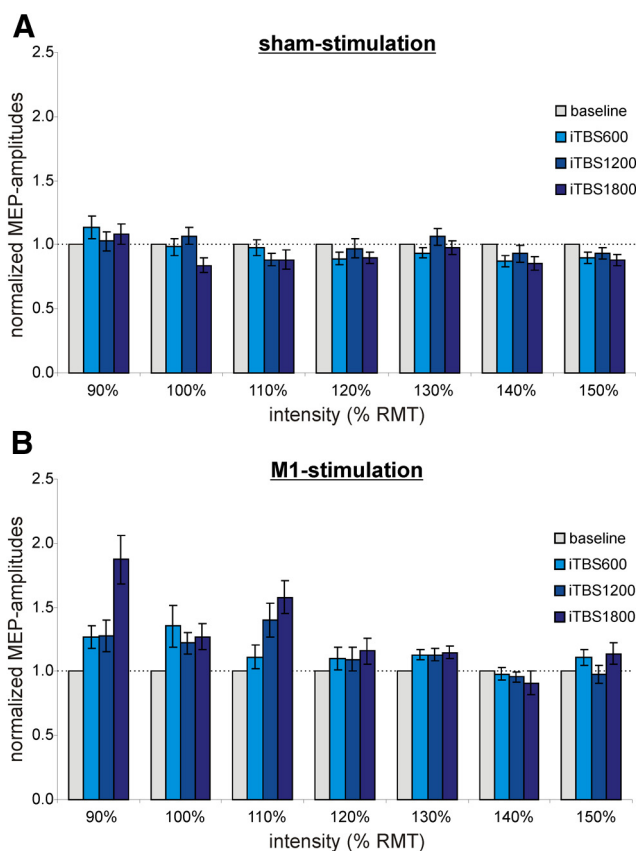 A
sham-stimulation
normalized MEP-amplitudes
2.5
2.0
1.5
1.0
0.5
0.0
baseline
iTBS600
iTBS1200
iTBS1800
90% 100% 110% 120% 130% 140% 150%
intensity (% RMT)
B
M1-stimulation
normalized MEP-amplitudes
2.5
2.0
1.5
1.0
0.5
0.0
baseline
iTBS600
iTBS1200
iTBS1800
90% 100% 110% 120% 130% 140% 150%
intensity (% RMT)